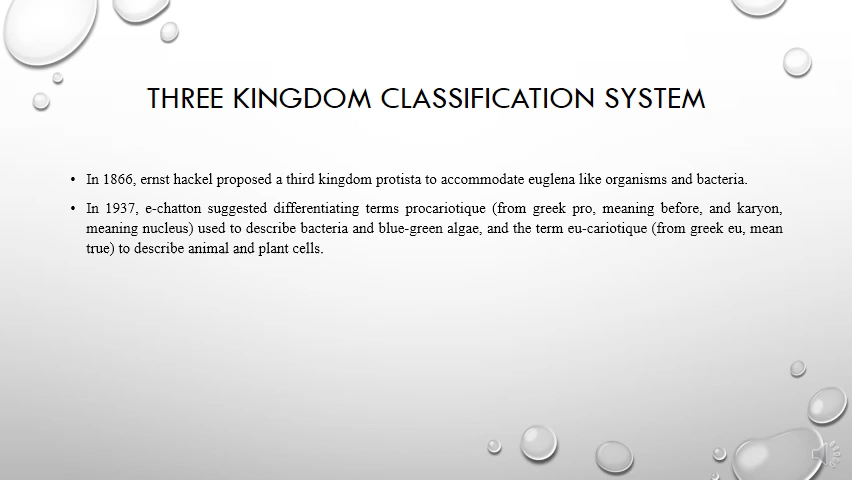 THREE KINGDOM CLASSIFICATION SYSTEM
• In 1866, ernst hackel proposed a third kingdom protista to accommodate euglena like organisms and bacteria.
• In 1937, e-chatton suggested differentiating terms procariotique (from greek pro, meaning before, and karyon,
meaning nucleus) used to describe bacteria and blue-green algae, and the term eu-cariotique (from greek eu, mean
true) to describe animal and plant cells.